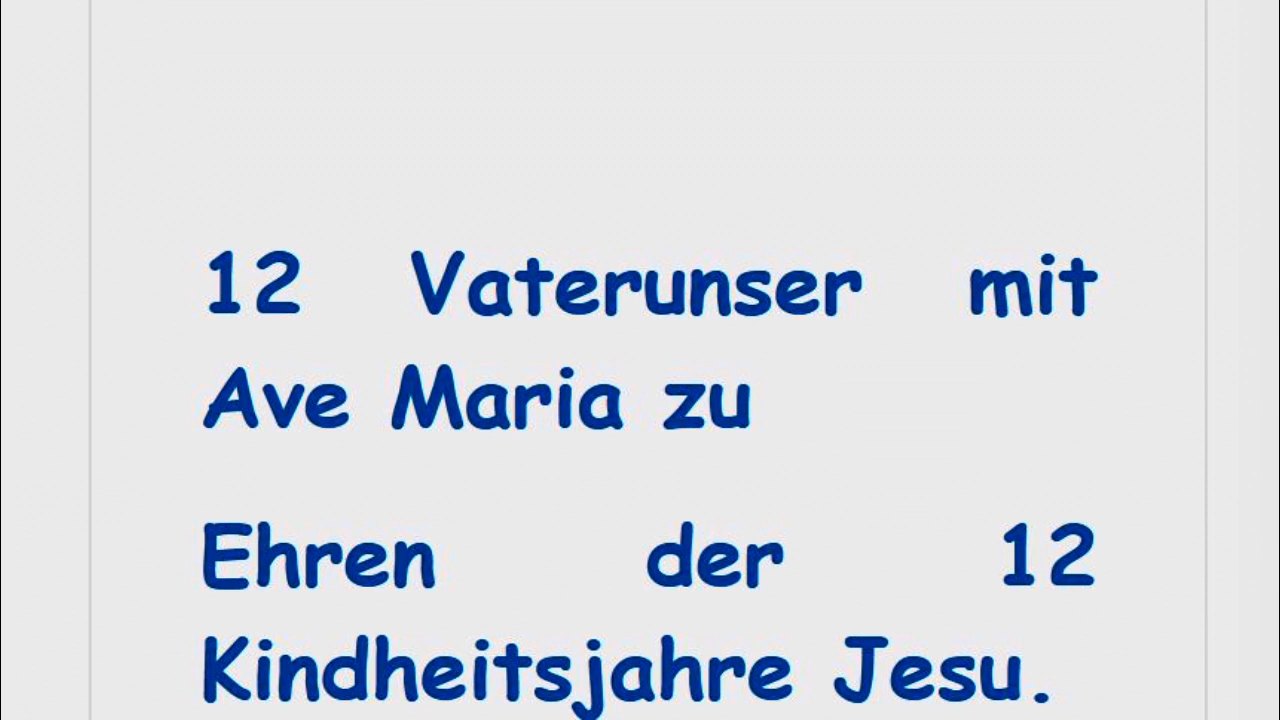 12 Vaterunser mit
Ave Maria zu
Ehren der 12
Kindheitsjahre Jesu.